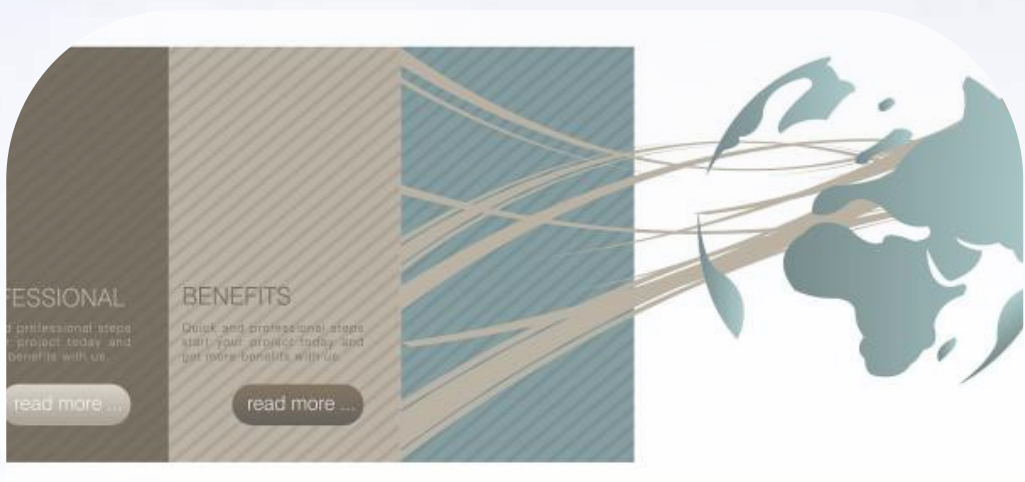 FESSIONAL
d professional steps
r project today and
benefits with us.
read more ...
BENEFITS
Quick and professional steps
start your project today and
get more benefits with us.
read more ...